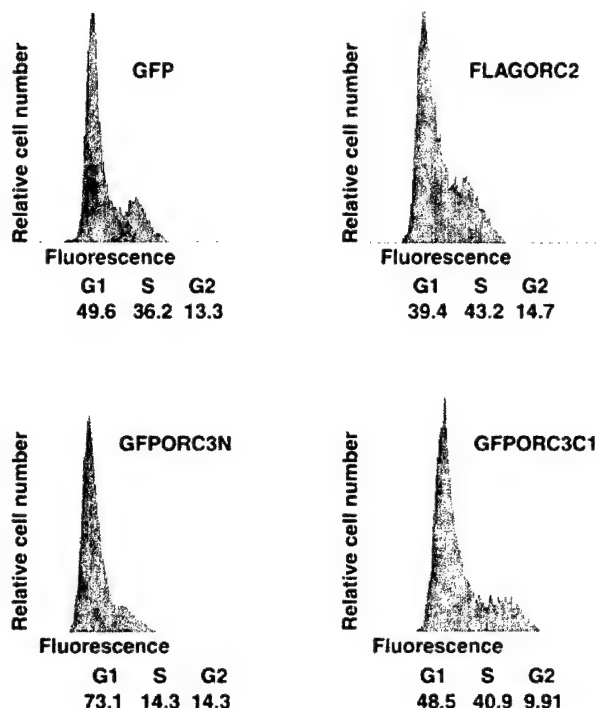 GFP
Relative cell number
Fluorescence
G1 S G2
49.6 36.2 13.3
FLAGORC2
Relative cell number
Fluorescence
G1 S G2
39.4 43.2 14.7
GFPORC3N
Relative cell number
Fluorescence
G1 S G2
73.1 14.3 14.3
GFPORC3C1
Relative cell number
Fluorescence
G1 S G2
48.5 40.9 9.91